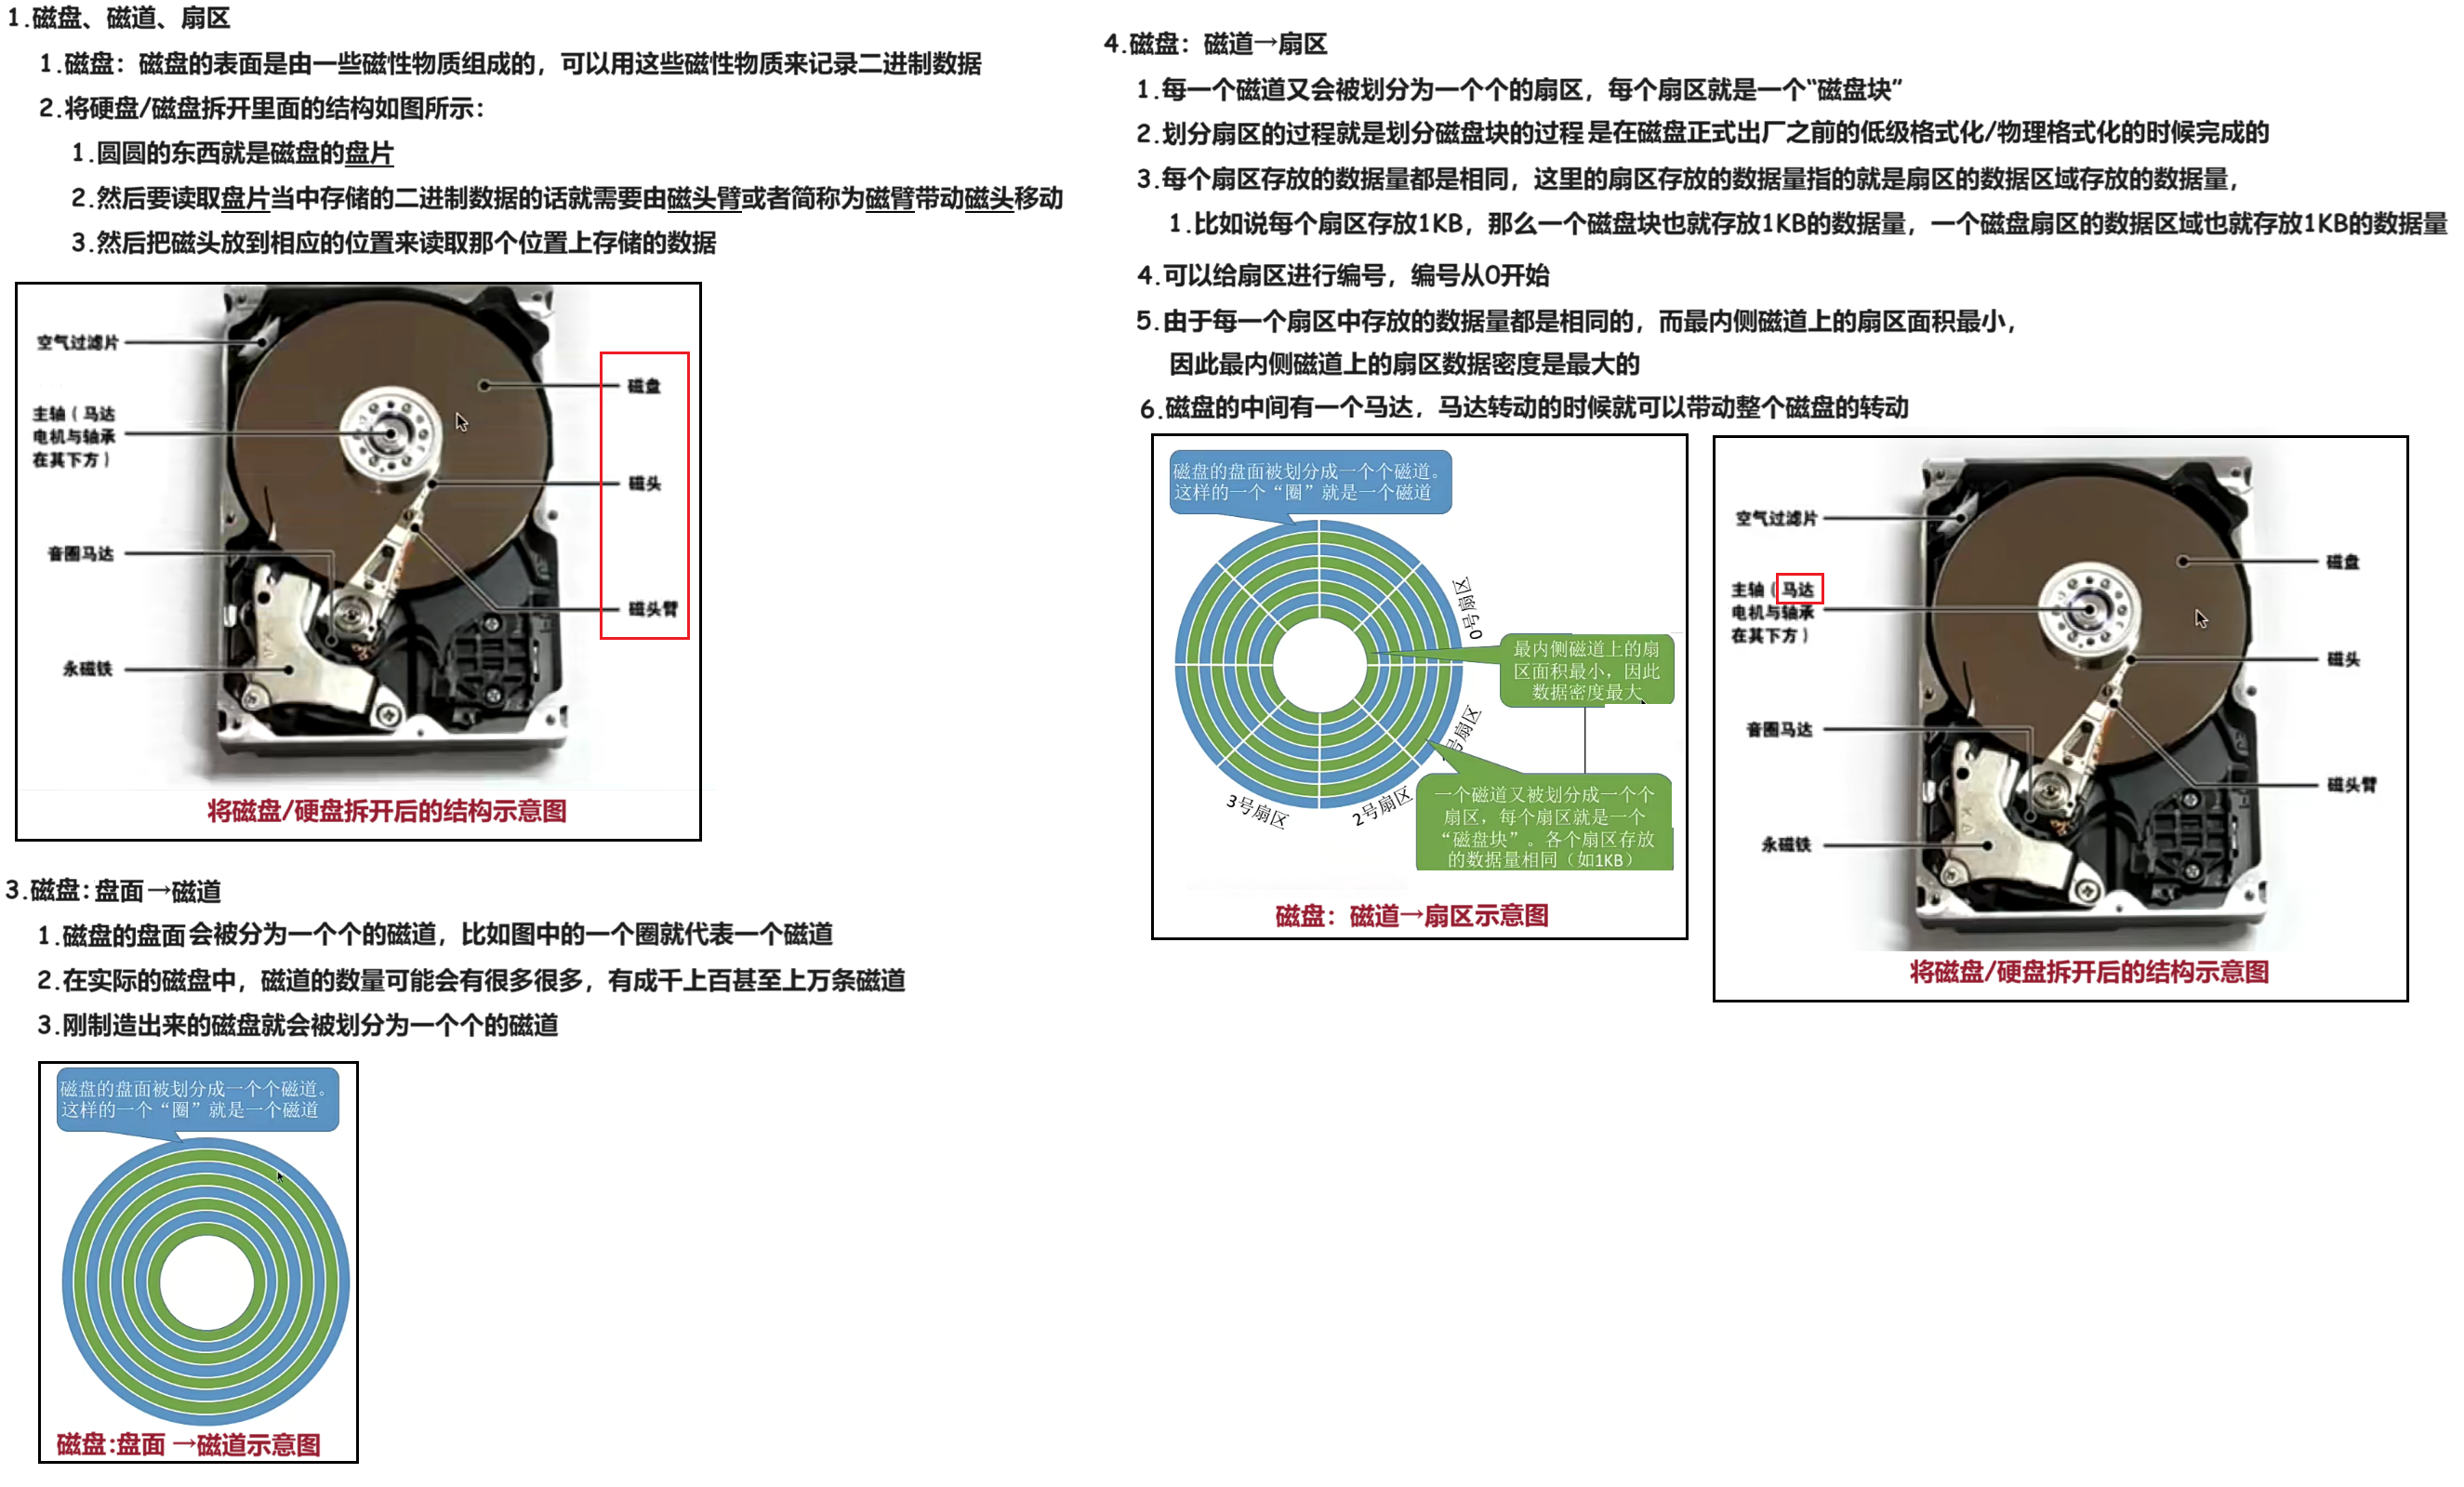 1.磁盘、磁道、扇区
1.磁盘：磁盘的表面是由一些磁性物质组成的，可以用这些磁性物质来记录二进制数据
2.将硬盘/磁盘拆开里面的结构如图所示：
1.圆圆的东西就是磁盘的盘片
2.然后要读取盘片当中存储的二进制数据的话就需要由磁头臂或者简称为磁臂带动磁头移动
3.然后把磁头放到相应的位置来读取那个位置上存储的数据
空气过滤片
主轴（马达
电机与轴承
在其下方）
音圈马达
永磁铁
磁盘
磁头
磁头臂
将磁盘/硬盘拆开后的结构示意图
3.磁盘：盘面→磁道
1.磁盘的盘面会被分为一个个的磁道，比如图中的一个圈就代表一个磁道
2.在实际的磁盘中，磁道的数量可能会有很多很多，有成千上百甚至上万条磁道
3.刚制造出来的磁盘就会被划分为一个个的磁道
磁盘的盘面被划分成一个个磁道。
这样的一个“圈”就是一个磁道
磁盘:盘面 →磁道示意图
4.磁盘：磁道→扇区
1.每一个磁道又会被划分为一个个的扇区，每个扇区就是一个“磁盘块”
2.划分扇区的过程就是划分磁盘块的过程 是在磁盘正式出厂之前的低级格式化/物理格式化的时候完成的
3.每个扇区存放的数据量都是相同，这里的扇区存放的数据量指的就是扇区的数据区域存放的数据量，
1.比如说每个扇区存放1KB，那么一个磁盘块也就存放1KB的数据量，一个磁盘扇区的数据区域也就存放1KB的数据量
4.可以给扇区进行编号，编号从0开始
5.由于每一个扇区中存放的数据量都是相同的，而最内侧磁道上的扇区面积最小，
因此最内侧磁道上的扇区数据密度是最大的
6.磁盘的中间有一个马达，马达转动的时候就可以带动整个磁盘的转动
磁盘的盘面被划分成一个个磁道。
这样的一个“圈”就是一个磁道
0号扇区
最内侧磁道上的扇
区面积最小，因此
数据密度最大
号扇区
2号扇区
3号扇区
一个磁道又被划分成一个个
扇区，每个扇区就是一个
“磁盘块”。各个扇区存放
的数据量相同（如1KB）
磁盘：磁道→扇区示意图
空气过滤片
主轴（马达
电机与轴承
在其下方）
音圈马达
永磁铁
磁盘
磁头
磁头臂
将磁盘/硬盘拆开后的结构示意图